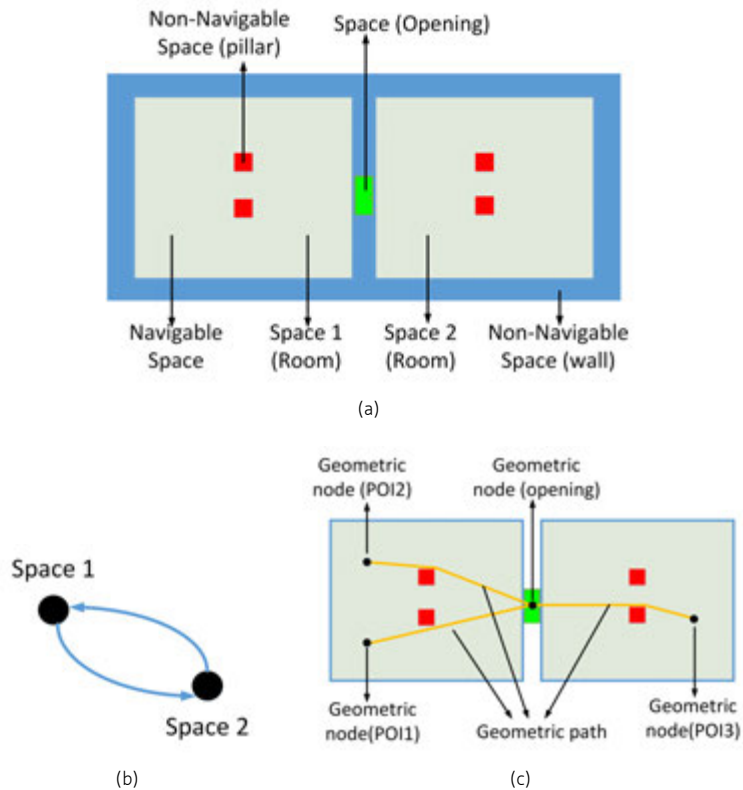 Non-Navigable
Space (pillar)
Space (Opening)
Navigable
Space
Space 1
(Room)
Space 2
(Room)
Non-Navigable
Space (wall)
(a)
Space 1
Space 2
(b)
Geometric
node (POI2)
Geometric
node (opening)
Geometric
node(POI1)
Geometric path
Geometric
node(POI3)
(c)